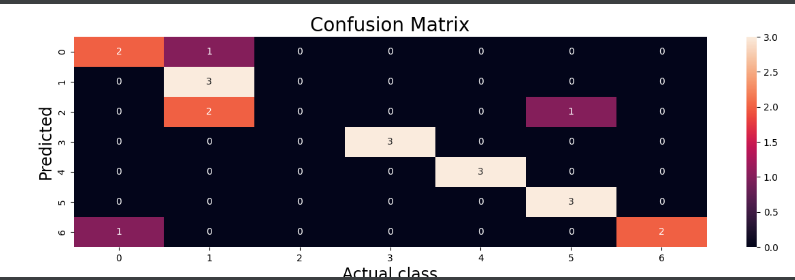 Confusion Matrix
Predicted
0 2 1 0 0 0 0 0
1 0 3 0 0 0 0 0
2 0 2 0 0 0 1 0
3 0 0 0 3 0 0 0
4 0 0 0 0 3 0 0
5 0 0 0 0 0 3 0
6 1 0 0 0 0 0 2
0 1 2 3 4 5 6
Actual class
3.0
2.5
2.0
1.5
1.0
0.5
0.0